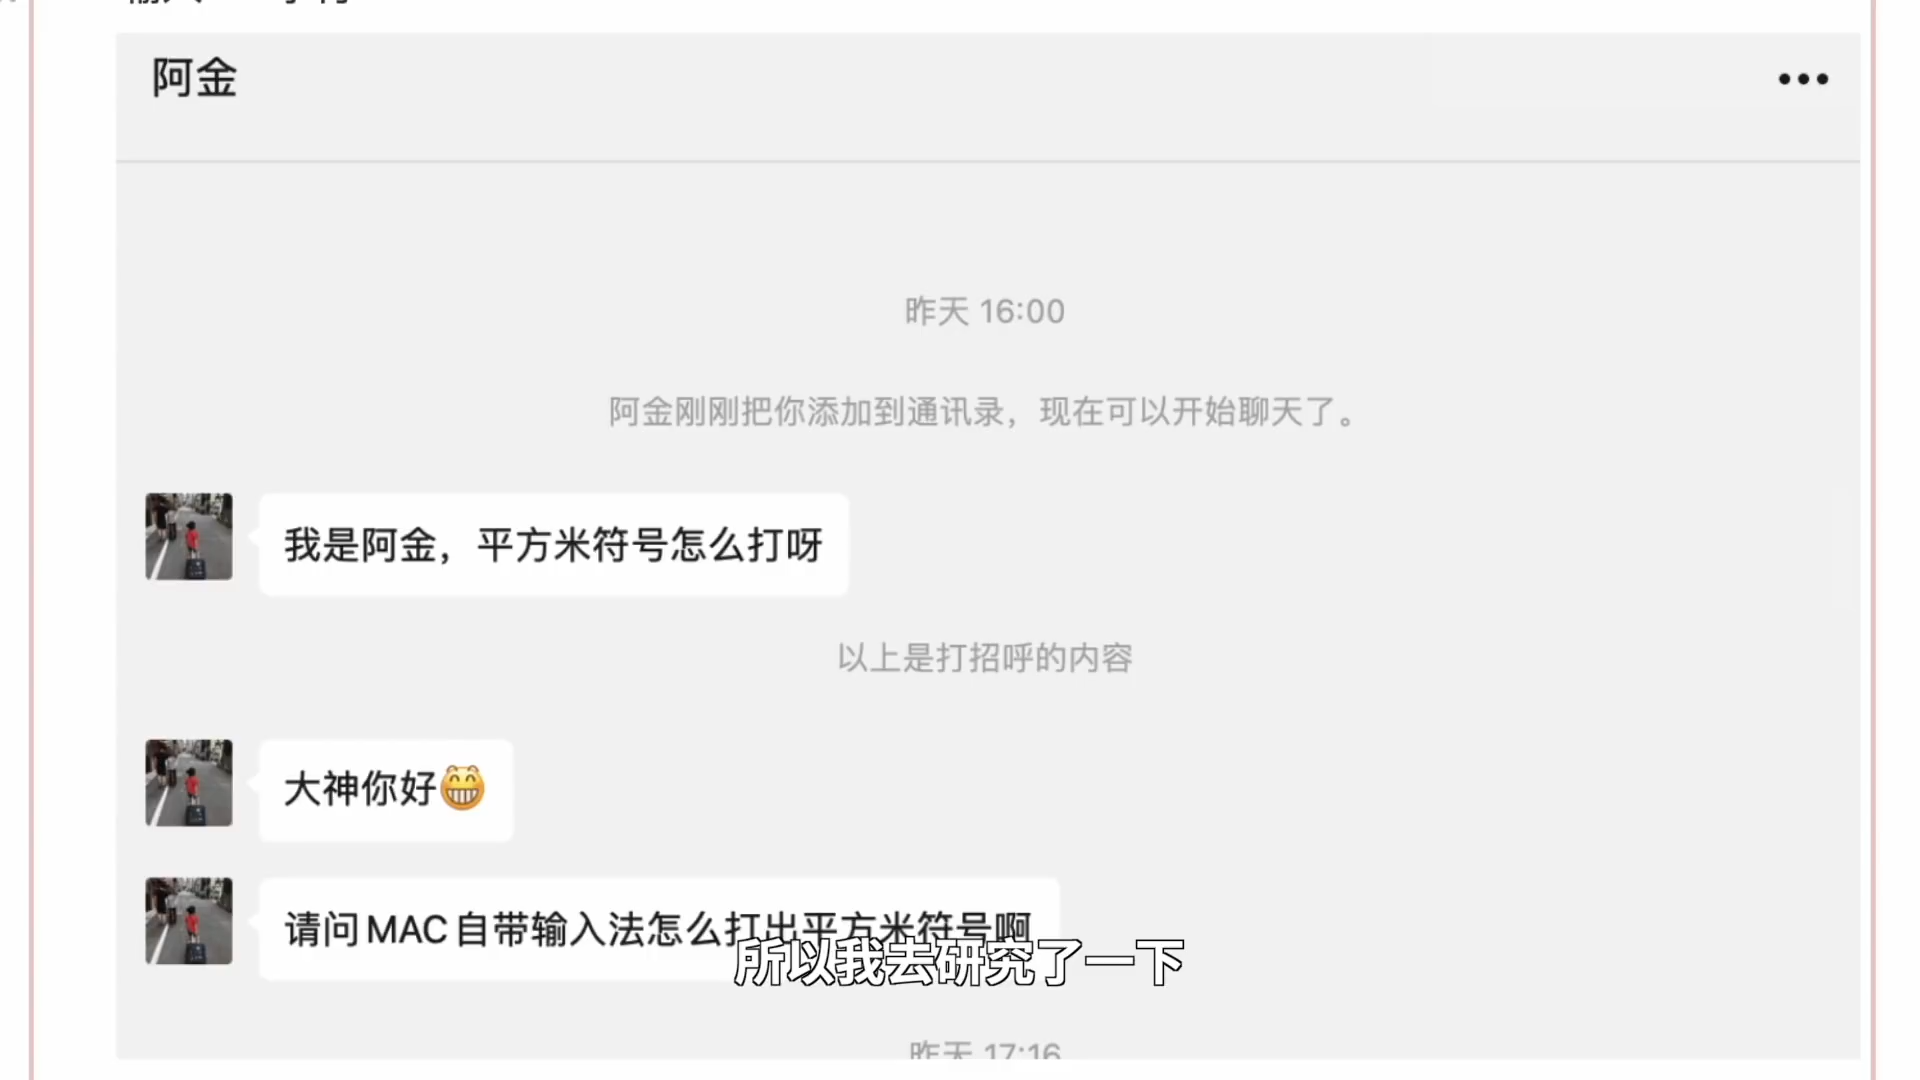 阿金
昨天 16:00
阿金刚刚把你添加到通讯录，现在可以开始聊天了。
我是阿金，平方米符号怎么打呀
以上是打招呼的内容
大神你好😁
请问MAC自带输入法怎么打出平方米符号啊
所以我去研究了一下
昨天 17:16